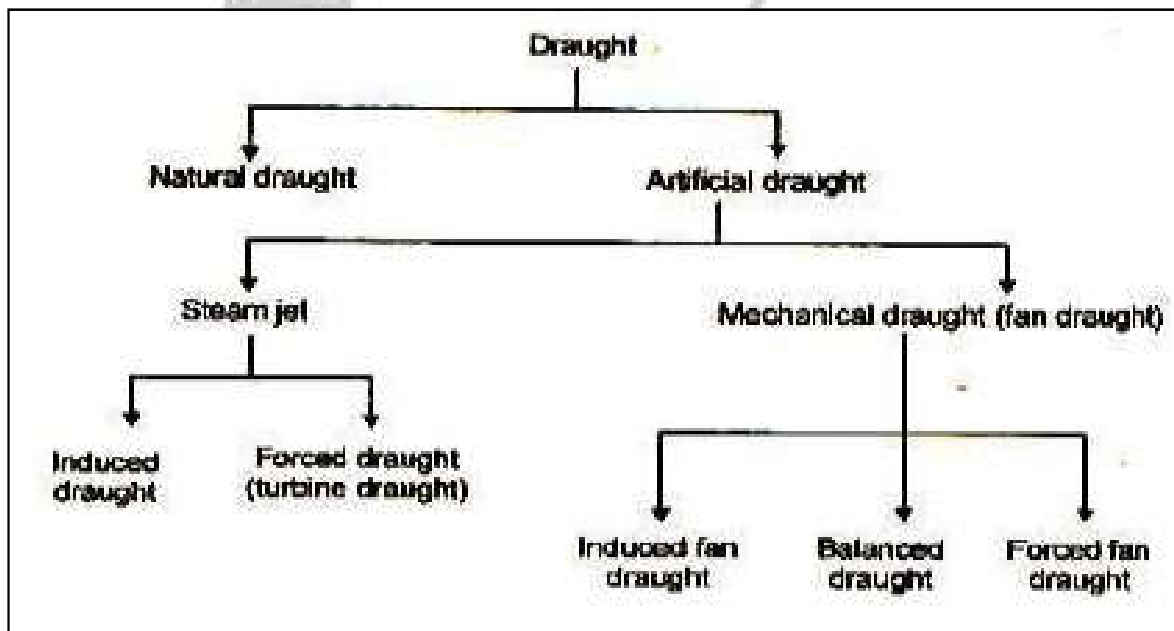 Draught
Natural draught
Artificial draught
Steam jet
Mechanical draught (fan draught)
Induced
draught
Forced draught
(turbine draught)
Induced fan
draught
Balanced
draught
Forced fan
draught